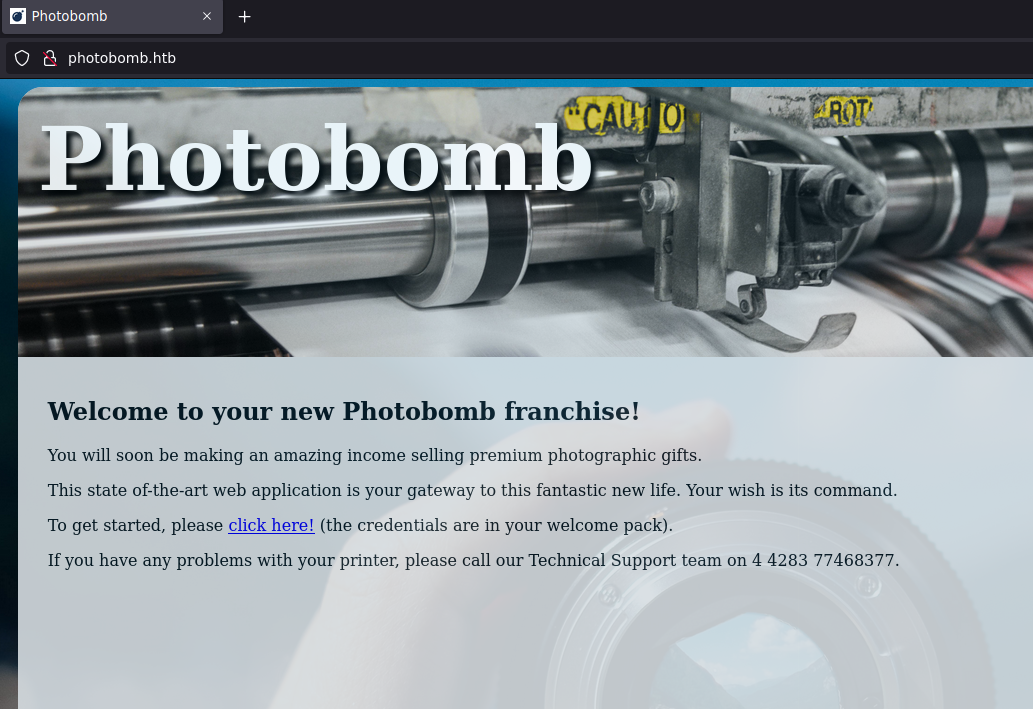 Photobomb
photobomb.htb
Photobomb
"CAUTIO
ROT
Welcome to your new Photobomb franchise!
You will soon be making an amazing income selling premium photographic gifts.
This state of-the-art web application is your gateway to this fantastic new life. Your wish is its command.
To get started, please click here! (the credentials are in your welcome pack).
If you have any problems with your printer, please call our Technical Support team on 4 4283 77468377.